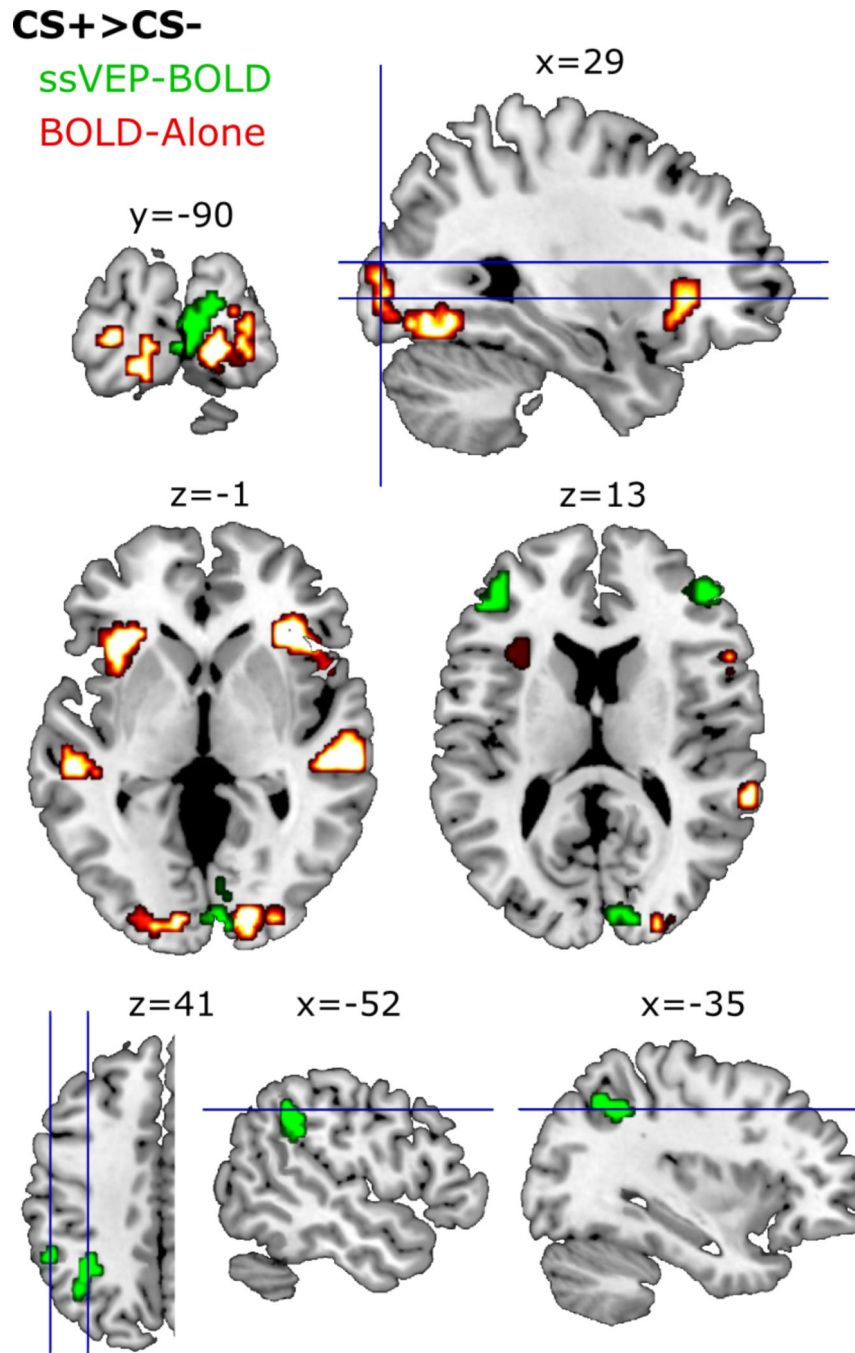 CS+>CS-
ssVEP-BOLD
BOLD-Alone
x=29
y=-90
z=-1
z=13
z=41
x=-52
x=-35